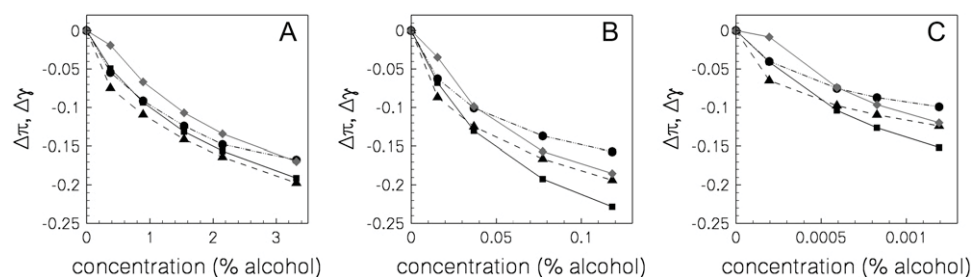 A
0
-0.05
-0.1
-0.15
-0.2
-0.25
Δπ, Δγ
0 1 2 3
concentration (% alcohol)
B
0
-0.05
-0.1
-0.15
-0.2
-0.25
Δπ, Δγ
0 0.05 0.1
concentration (% alcohol)
C
0
-0.05
-0.1
-0.15
-0.2
-0.25
Δπ, Δγ
0 0.0005 0.001
concentration (% alcohol)